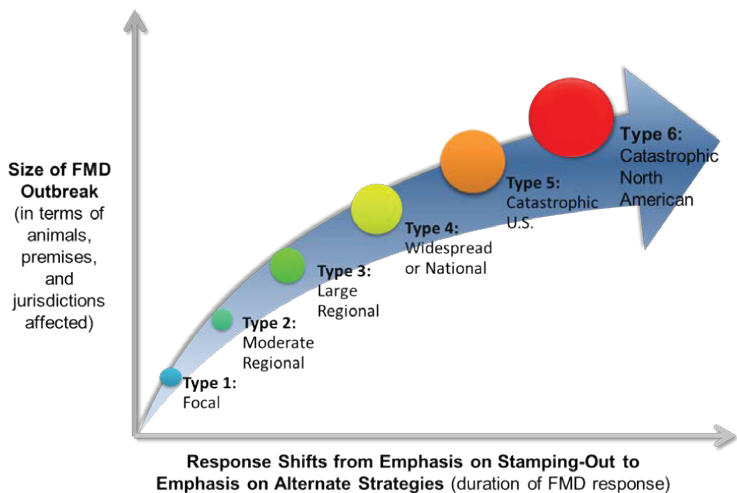 Size of FMD
Outbreak
(in terms of
animals,
premises,
and
jurisdictions
affected)
Type 6:
Catastrophic
North
American
Type 5:
Catastrophic
U.S.
Type 4:
Widespread
or National
Type 3:
Large
Regional
Type 2:
Moderate
Regional
Type 1:
Focal
Response Shifts from Emphasis on Stamping-Out to
Emphasis on Alternate Strategies (duration of FMD response)